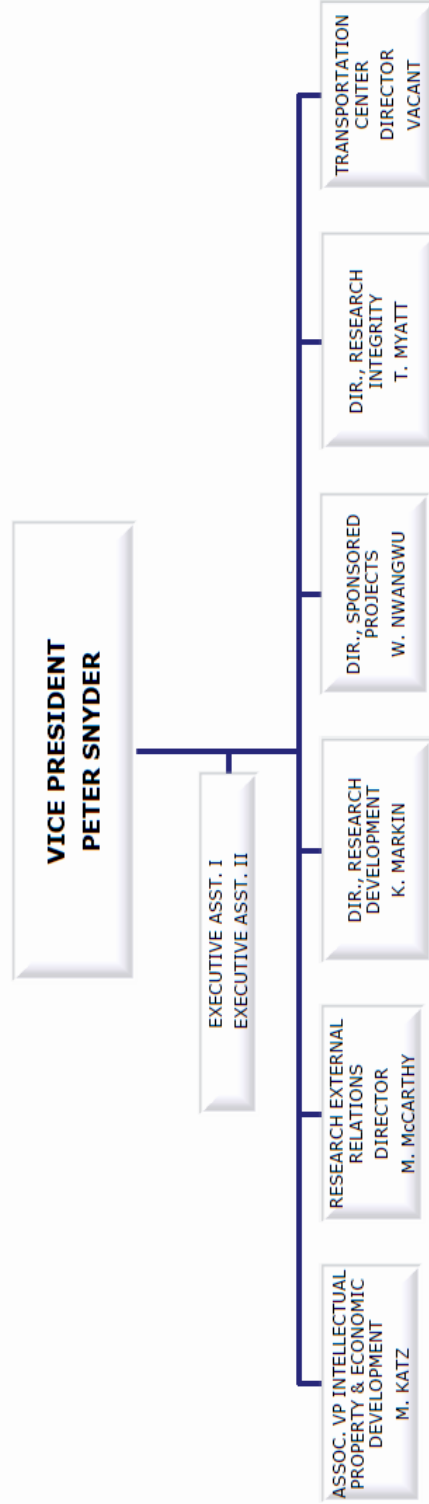 VICE PRESIDENT
PETER SNYDER
EXECUTIVE ASST. I
EXECUTIVE ASST. II
ASSOC. VP INTELLECTUAL
PROPERTY & ECONOMIC
DEVELOPMENT
M. KATZ
RESEARCH EXTERNAL
RELATIONS
DIRECTOR
M. McCARTHY
DIR., RESEARCH
DEVELOPMENT
K. MARKIN
DIR., SPONSORED
PROJECTS
W. NWANGWU
DIR., RESEARCH
INTEGRITY
T. MYATT
TRANSPORTATION
CENTER
DIRECTOR
VACANT